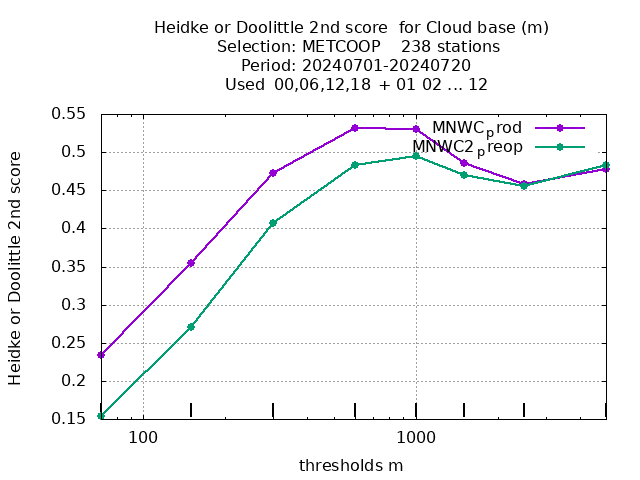 Heidke or Doolittle 2nd score  for Cloud base (m)
Selection: METCOOP    238 stations
Period: 20240701-20240720
Used  00,06,12,18  + 01 02 ... 12
MNWCprod
MNWC2preop
Heidke or Doolittle 2nd score
0.55
0.5
0.45
0.4
0.35
0.3
0.25
0.2
0.15
100
1000
thresholds m